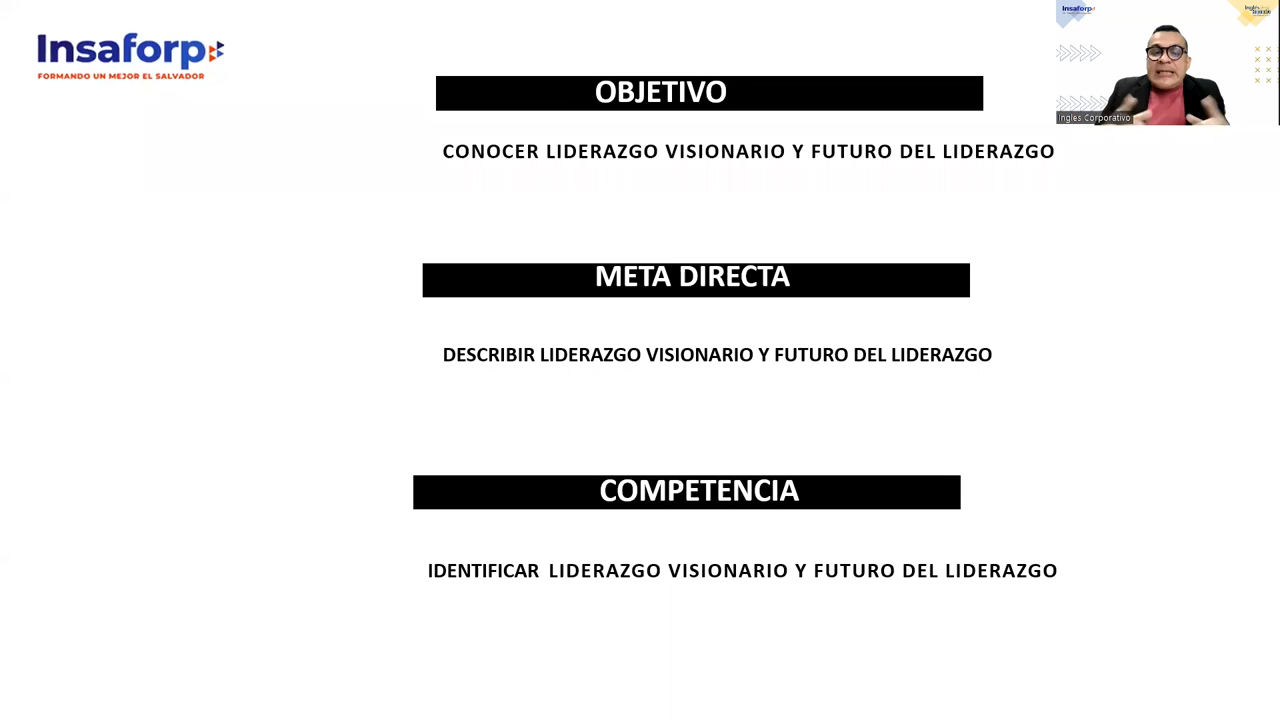 Insaforp
FORMANDO UN MEJOR EL SALVADOR
OBJETIVO
CONOCER LIDERAZGO VISIONARIO Y FUTURO DEL LIDERAZGO
META DIRECTA
DESCRIBIR LIDERAZGO VISIONARIO Y FUTURO DEL LIDERAZGO
COMPETENCIA
IDENTIFICAR LIDERAZGO VISIONARIO Y FUTURO DEL LIDERAZGO
Insaforp
Ingles Corporativo